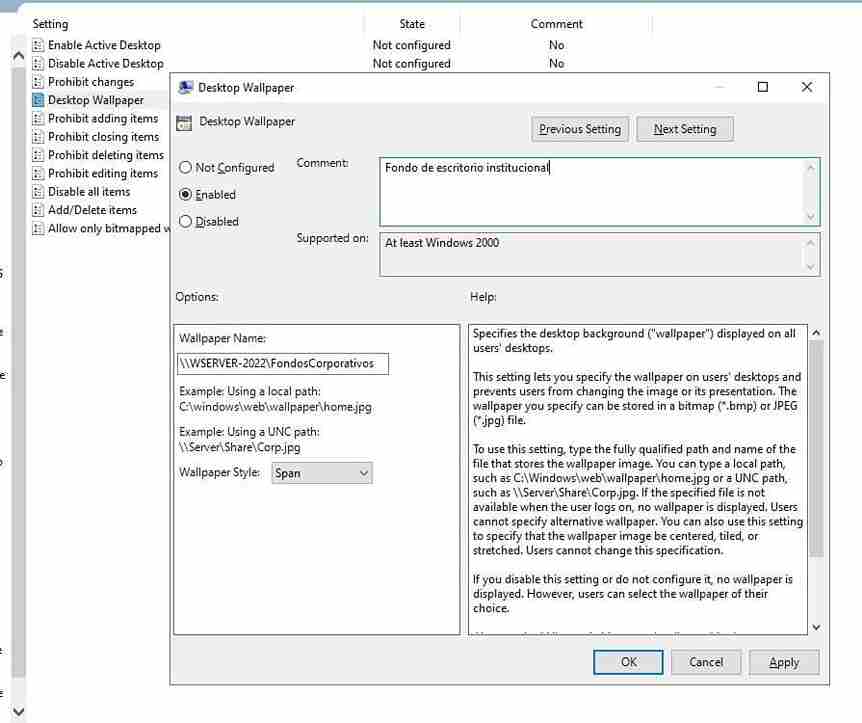 Setting State Comment
Enable Active Desktop Not configured No
Disable Active Desktop Not configured No
Prohibit changes
Desktop Wallpaper
Prohibit adding items
Prohibit closing items
Prohibit deleting items
Prohibit editing items
Disable all items
Add/Delete items
Allow only bitmapped w
Desktop Wallpaper
Desktop Wallpaper
Previous Setting Next Setting
Not Configured
Enabled
Disabled
Comment:
Fondo de escritorio institucional
Supported on:
At least Windows 2000
Options:
Help:
Wallpaper Name:
\\WSERVER-2022\FondosCorporativos
Example: Using a local path:
C:\windows\web\wallpaper\home.jpg
Example: Using a UNC path:
\\Server\Share\Corp.jpg
Wallpaper Style: Span
Specifies the desktop background ("wallpaper") displayed on all
users' desktops.
This setting lets you specify the wallpaper on users' desktops and
prevents users from changing the image or its presentation. The
wallpaper you specify can be stored in a bitmap (*.bmp) or JPEG
(*.jpg) file.
To use this setting, type the fully qualified path and name of the
file that stores the wallpaper image. You can type a local path,
such as C:\Windows\web\wallpaper\home.jpg or a UNC path,
such as \\Server\Share\Corp.jpg. If the specified file is not
available when the user logs on, no wallpaper is displayed. Users
cannot specify alternative wallpaper. You can also use this setting
to specify that the wallpaper image be centered, tiled, or
stretched. Users cannot change this specification.
If you disable this setting or do not configure it, no wallpaper is
displayed. However, users can select the wallpaper of their
choice.
OK Cancel Apply